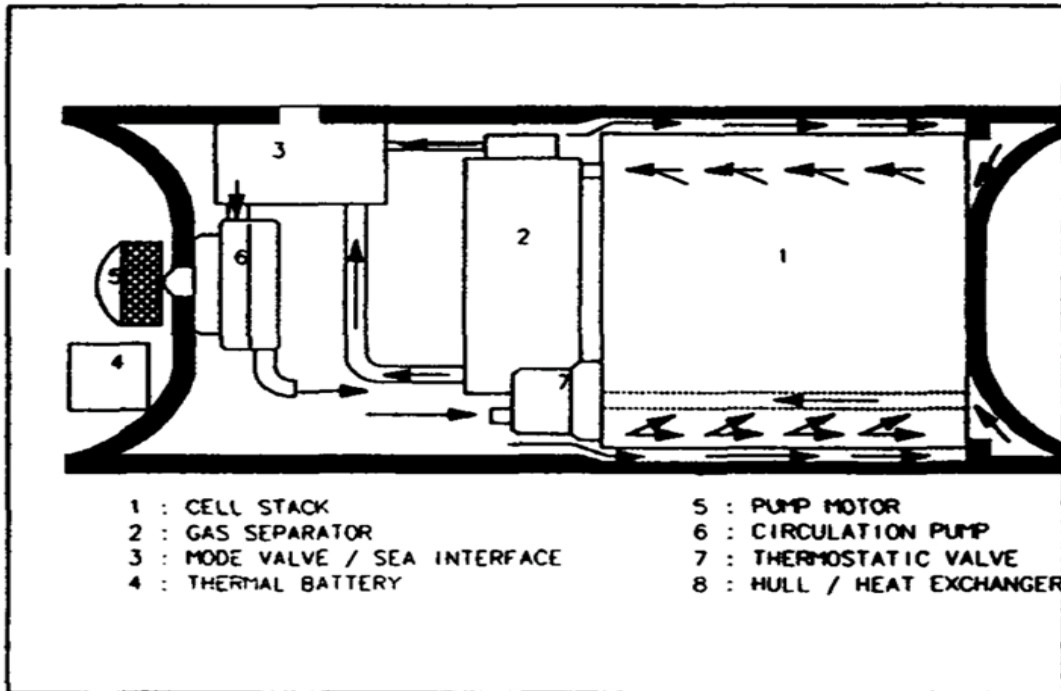 3
6
2
1
5
4
7
1 : CELL STACK
2 : GAS SEPARATOR
3 : MODE VALVE / SEA INTERFACE
4 : THERMAL BATTERY
5 : PUMP MOTOR
6 : CIRCULATION PUMP
7 : THERMOSTATIC VALVE
8 : HULL / HEAT EXCHANGER